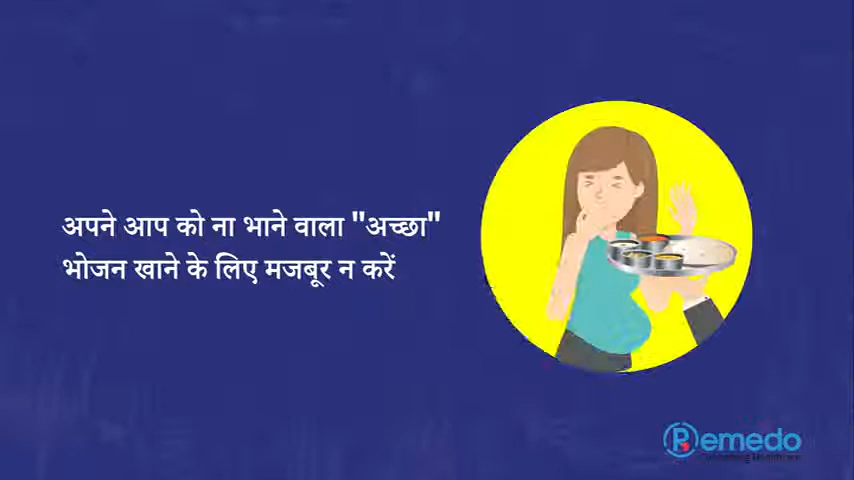 अपने आप को ना भाने वाला "अच्छा"
भोजन खाने के लिए मजबूर न करें
Remedo